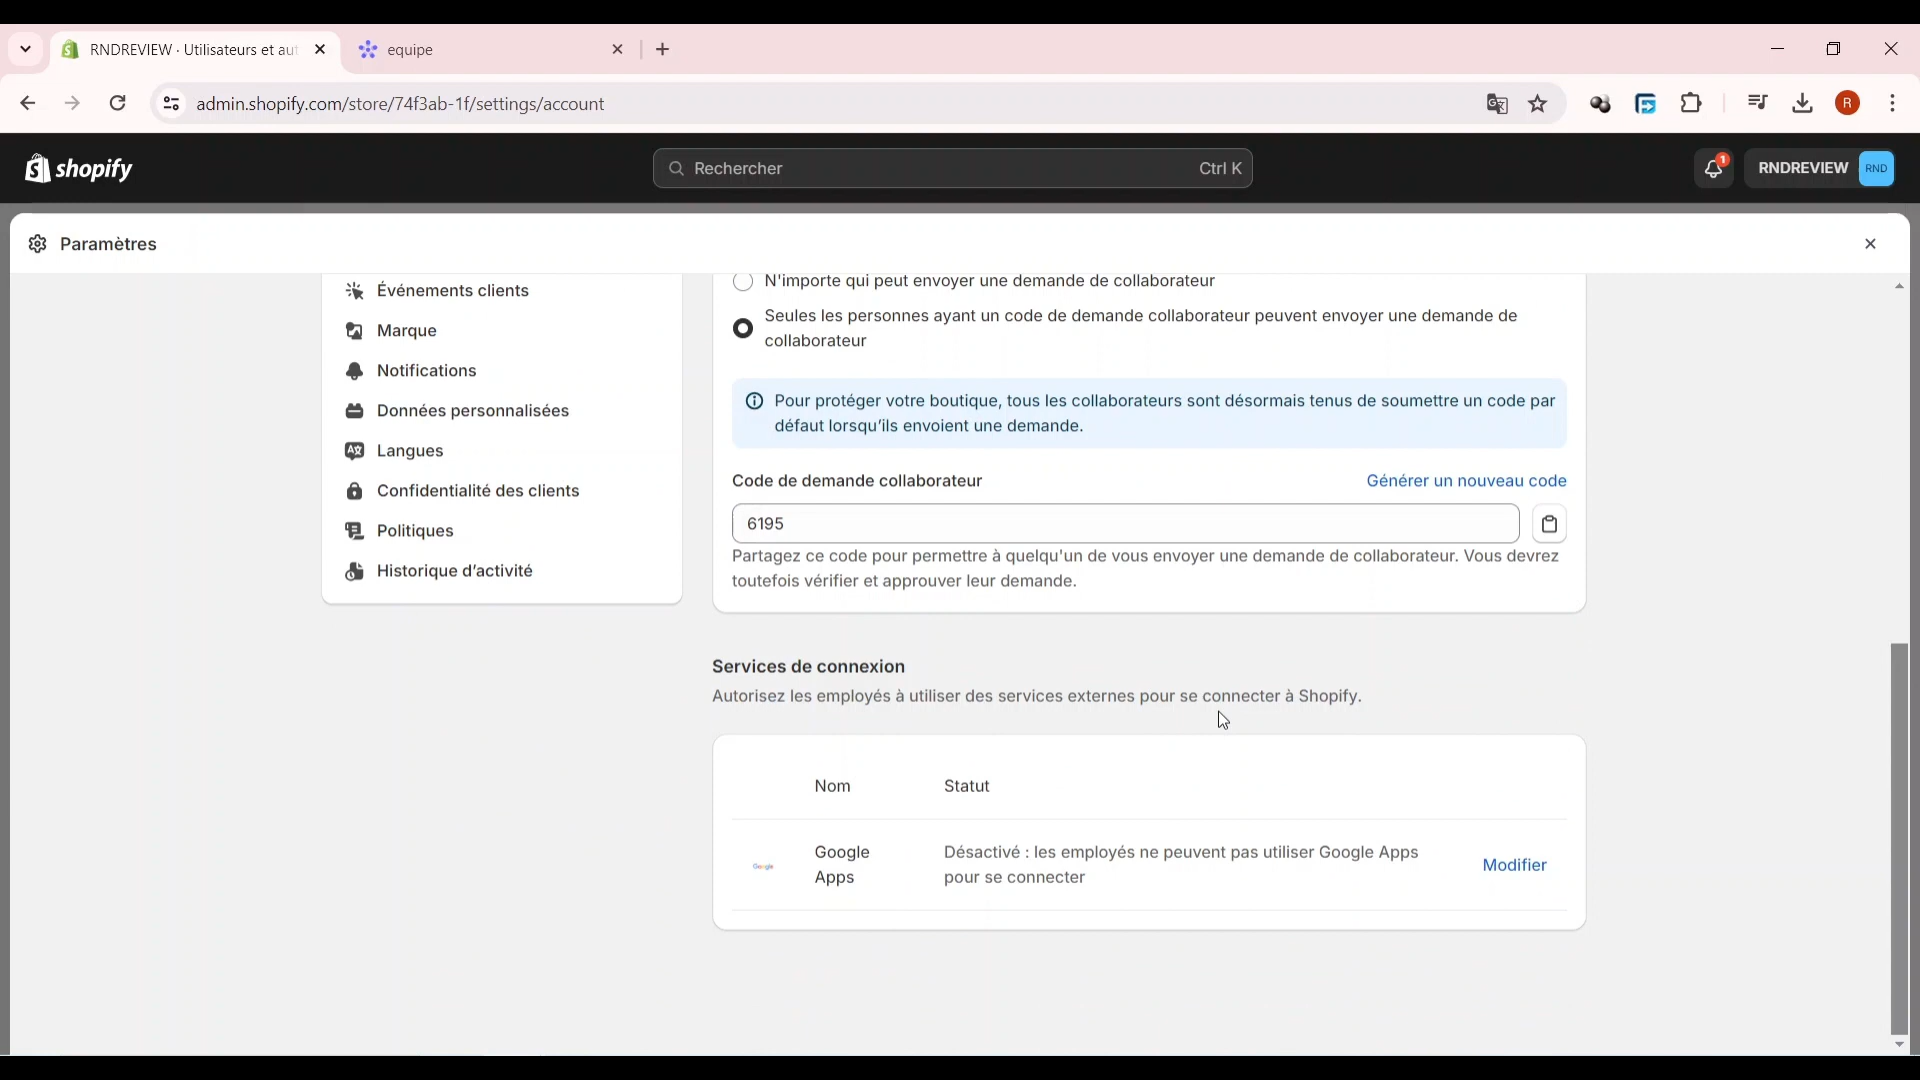 RNDREVIEW · Utilisateurs et aut
equipe
admin.shopify.com/store/74f3ab-1f/settings/account
R
shopify
Rechercher
Ctrl K
1
RNDREVIEW
RND
Paramètres
Événements clients
Marque
Notifications
Données personnalisées
Langues
Confidentialité des clients
Politiques
Historique d'activité
N'importe qui peut envoyer une demande de collaborateur
Seules les personnes ayant un code de demande collaborateur peuvent envoyer une demande de
collaborateur
Pour protéger votre boutique, tous les collaborateurs sont désormais tenus de soumettre un code par
défaut lorsqu'ils envoient une demande.
Code de demande collaborateur
Générer un nouveau code
6195
Partagez ce code pour permettre à quelqu'un de vous envoyer une demande de collaborateur. Vous devrez
toutefois vérifier et approuver leur demande.
Services de connexion
Autorisez les employés à utiliser des services externes pour se connecter à Shopify.
Nom
Statut
Google
Google
Apps
Désactivé : les employés ne peuvent pas utiliser Google Apps
pour se connecter
Modifier